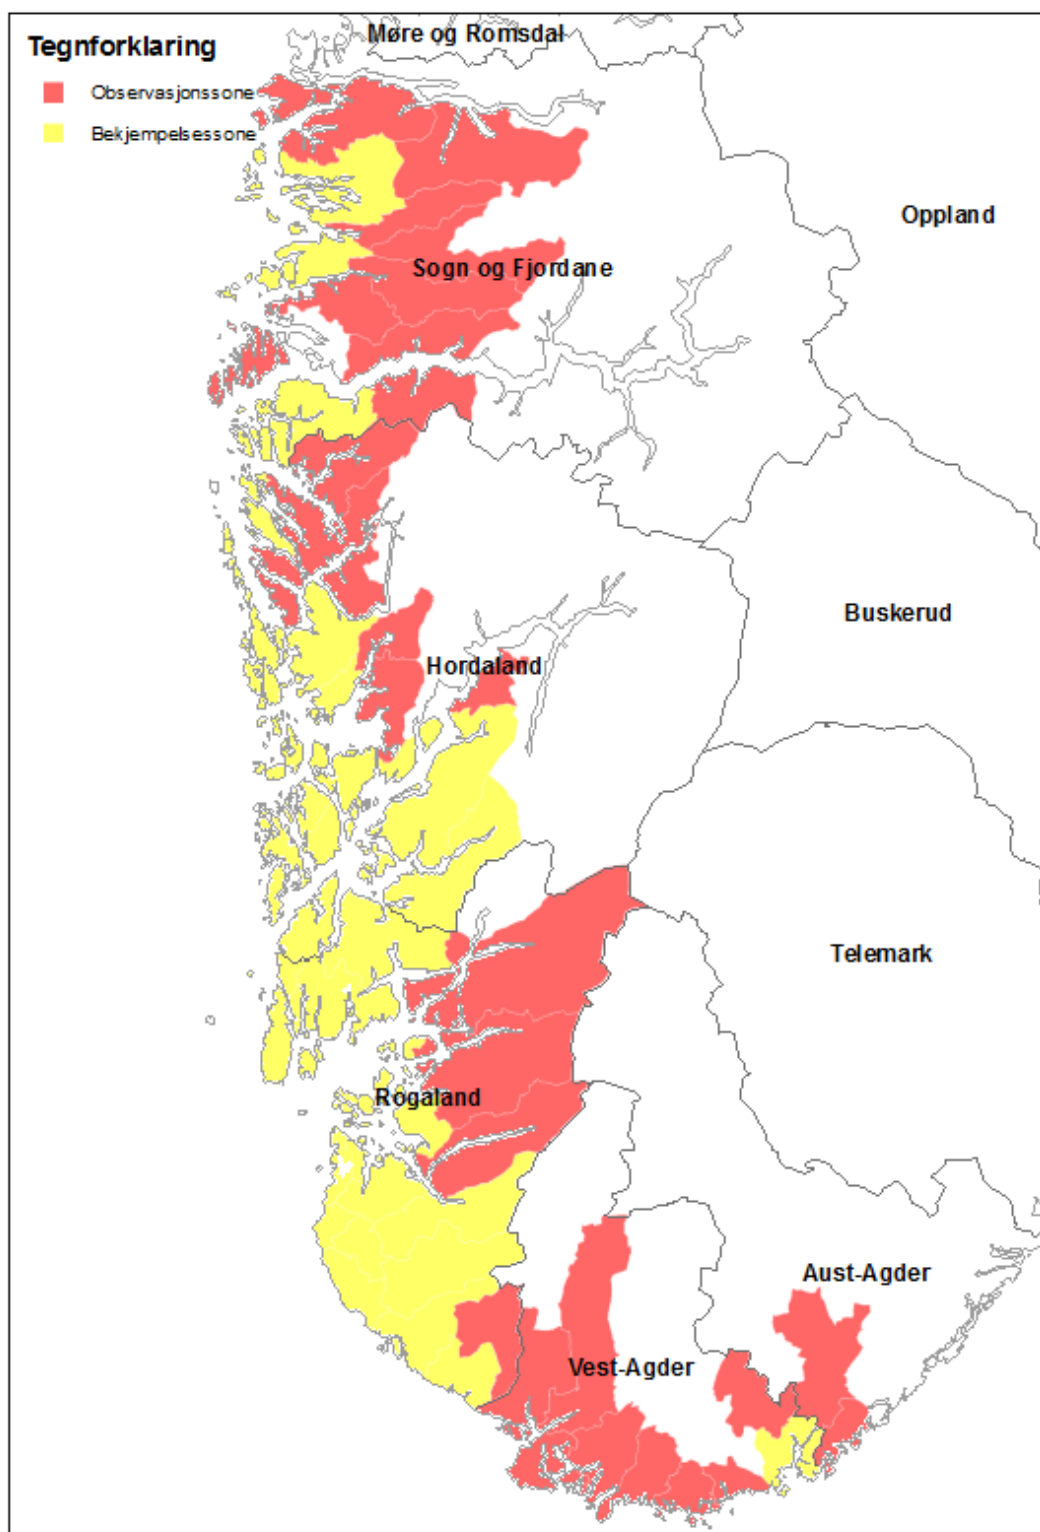 Møre og Romsdal
Tegnforklaring
Observasjonssone
Bekjempelsessone
Oppland
Sogn og Fjordane
Buskerud
Hordaland
Telemark
Rogaland
Aust-Agder
Vest-Agder